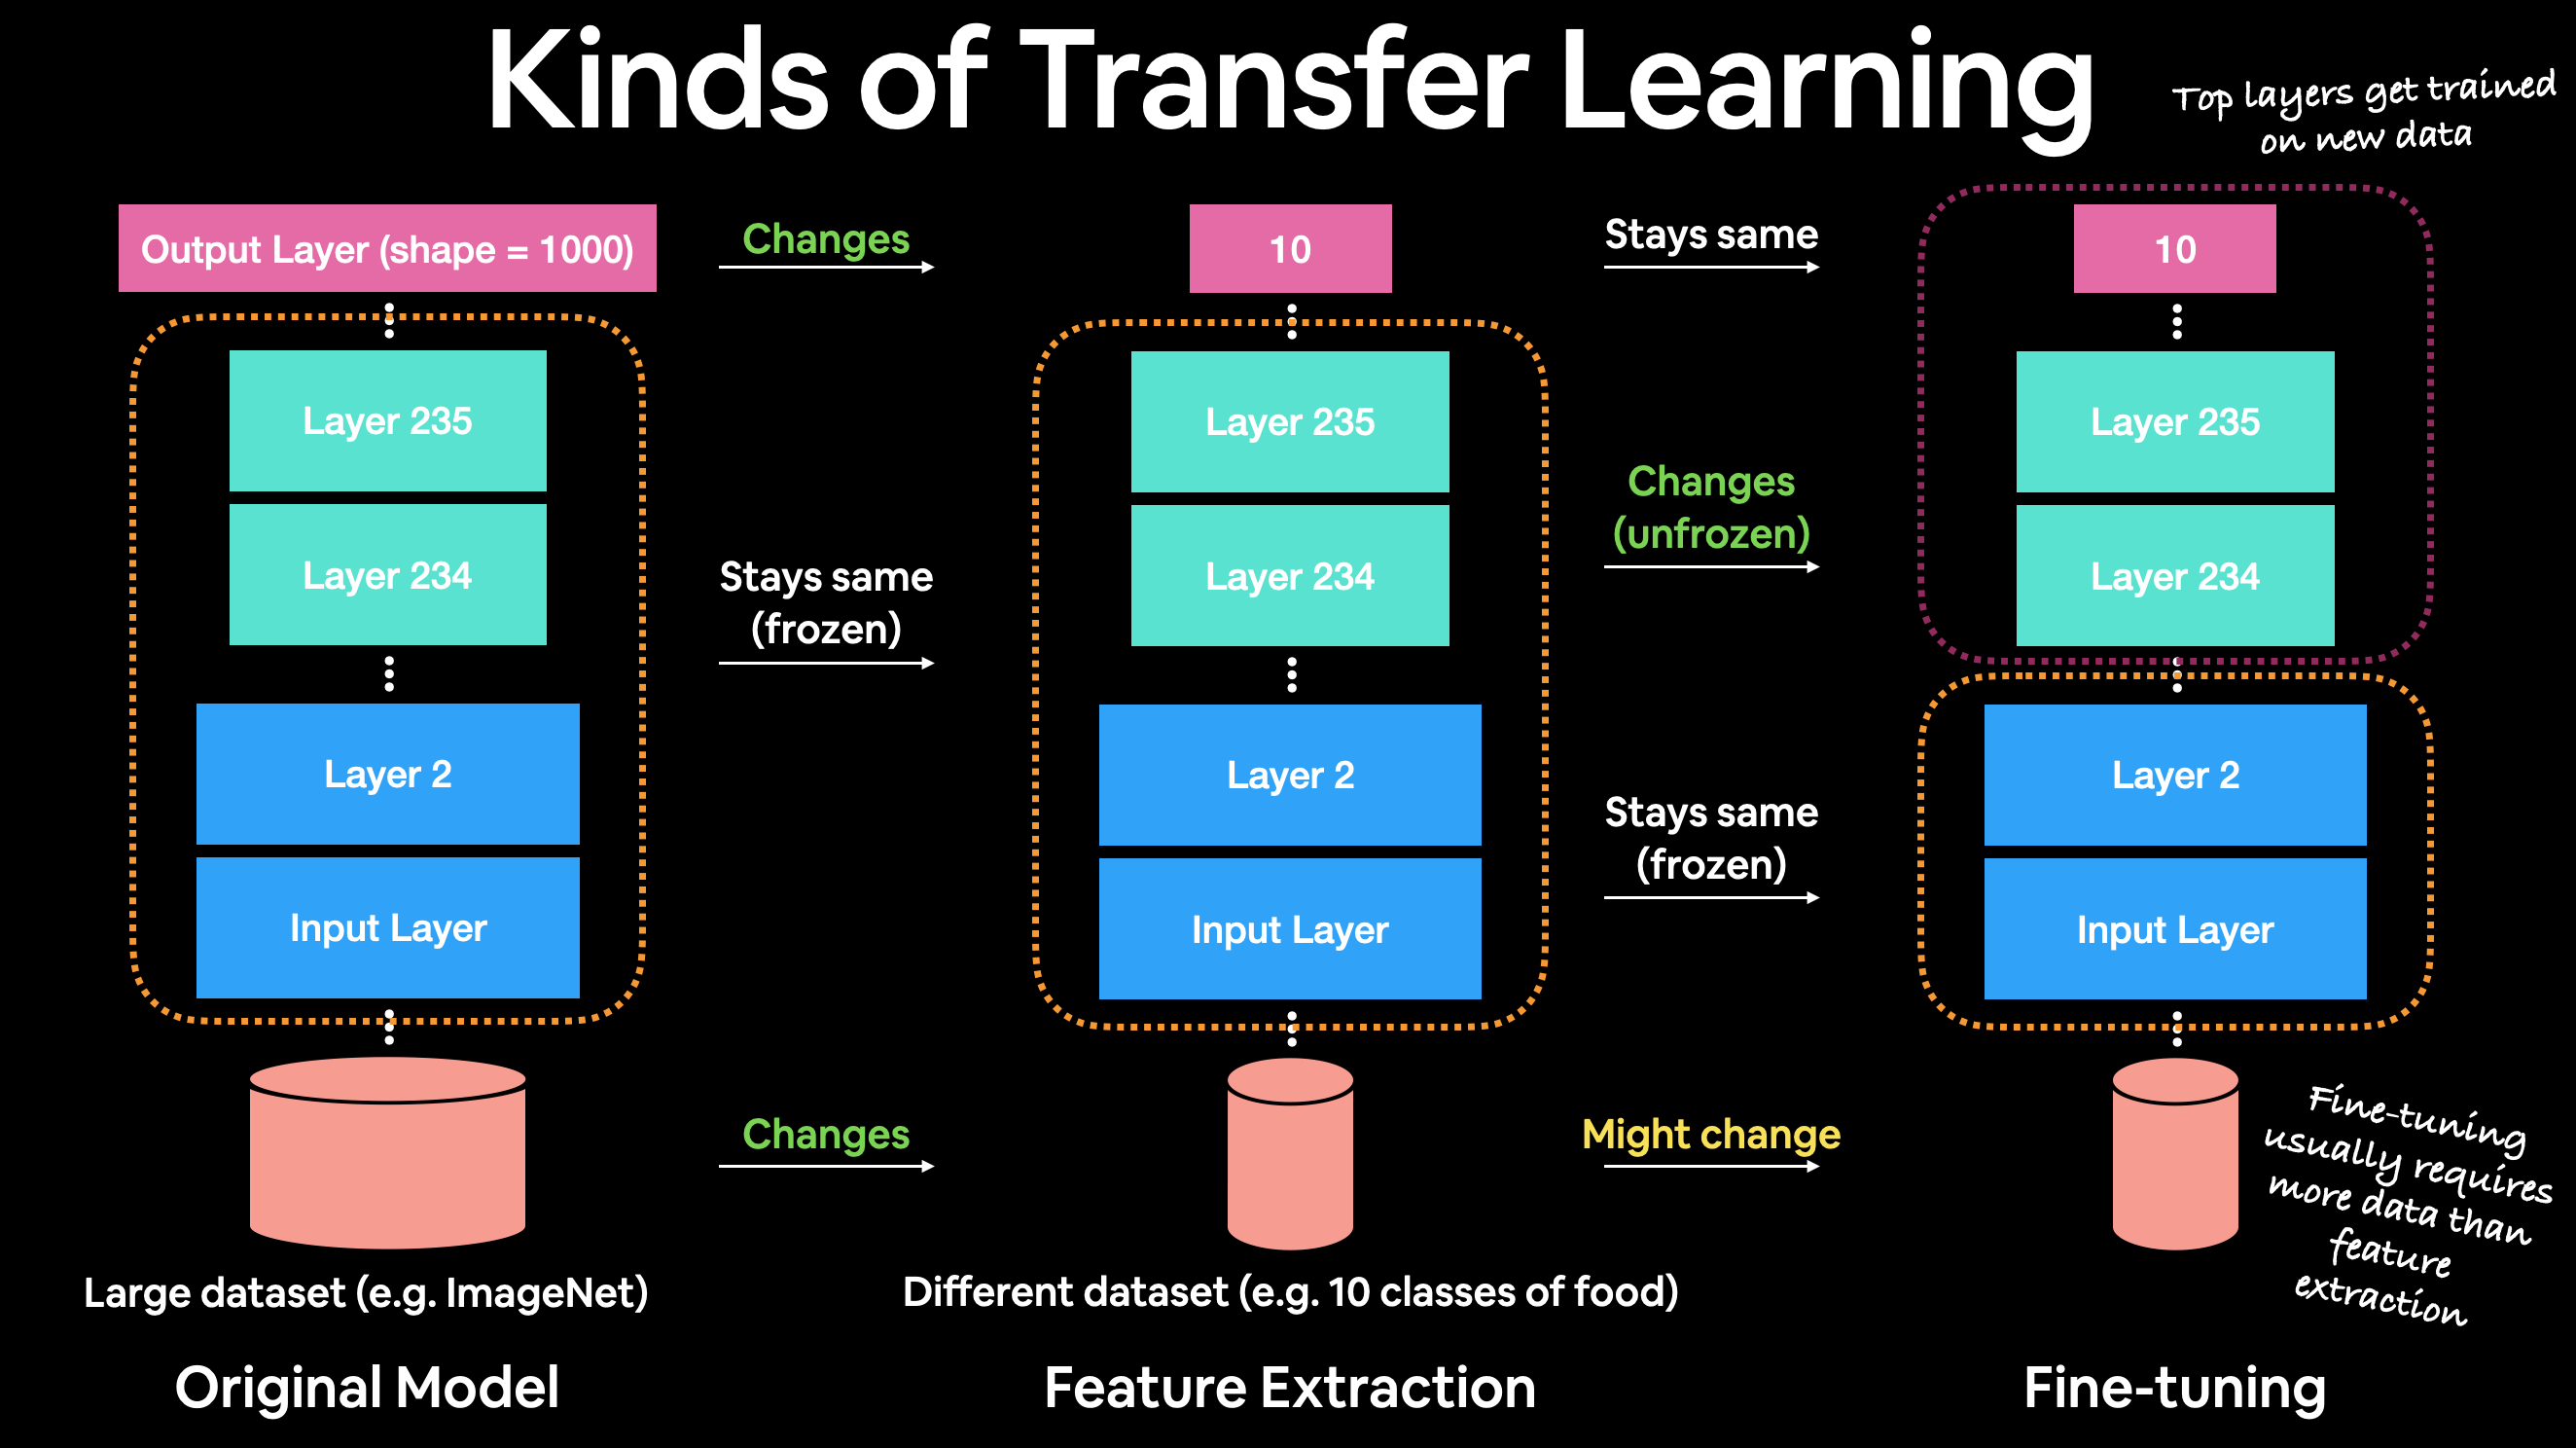 Kinds of Transfer Learning
Top layers get trained
on new data
Output Layer (shape = 1000)
Changes
10
Stays same
10
Layer 235
Layer 234
Layer 2
Input Layer
Stays same
(frozen)
Layer 235
Layer 234
Layer 2
Input Layer
Changes
(unfrozen)
Stays same
(frozen)
Layer 235
Layer 234
Layer 2
Input Layer
Changes
Might change
Fine-tuning
usually requires
more data than
feature
extraction
Large dataset (e.g. ImageNet)
Different dataset (e.g. 10 classes of food)
Original Model
Feature Extraction
Fine-tuning